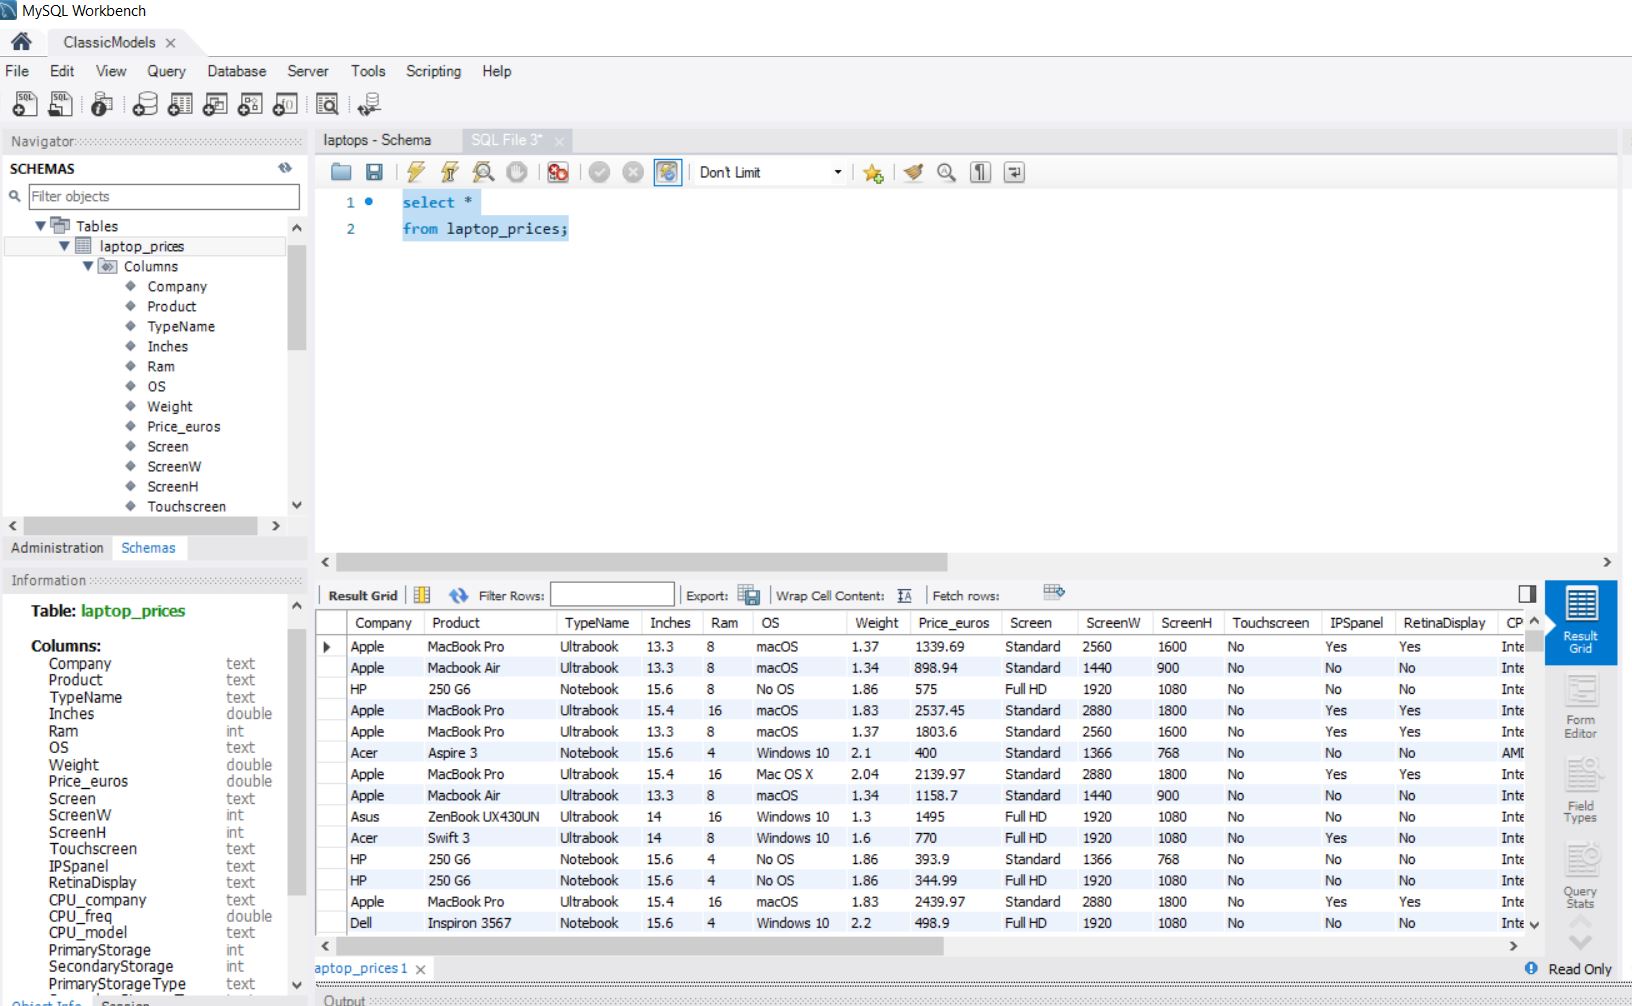 MySQL Workbench
ClassicModels
File Edit View Query Database Server Tools Scripting Help
Navigator
SCHEMAS
Filter objects
Tables
laptop_prices
Columns
Company
Product
TypeName
Inches
Ram
OS
Weight
Price_euros
Screen
ScreenW
ScreenH
Touchscreen
Administration Schemas
Information
Table: laptop_prices
Columns:
Company text
Product text
TypeName text
Inches double
Ram int
OS text
Weight double
Price_euros double
Screen text
ScreenW int
ScreenH int
Touchscreen text
IPSpanel text
RetinaDisplay text
CPU_company text
CPU_freq double
CPU_model text
PrimaryStorage int
SecondaryStorage int
PrimaryStorageType text
Object Info Session
laptops - Schema SQL File 3*
Don't Limit
1 select *
2 from laptop_prices;
Result Grid Filter Rows: Export: Wrap Cell Content: Fetch rows:
Company Product TypeName Inches Ram OS Weight Price_euros Screen ScreenW ScreenH Touchscreen IPSpanel RetinaDisplay CP
Apple MacBook Pro Ultrabook 13.3 8 macOS 1.37 1339.69 Standard 2560 1600 No Yes Yes Inte
Apple Macbook Air Ultrabook 13.3 8 macOS 1.34 898.94 Standard 1440 900 No No No Inte
HP 250 G6 Notebook 15.6 8 No OS 1.86 575 Full HD 1920 1080 No No No Inte
Apple MacBook Pro Ultrabook 15.4 16 macOS 1.83 2537.45 Standard 2880 1800 No Yes Yes Inte
Apple MacBook Pro Ultrabook 13.3 8 macOS 1.37 1803.6 Standard 2560 1600 No Yes Yes Inte
Acer Aspire 3 Notebook 15.6 4 Windows 10 2.1 400 Standard 1366 768 No No No AMD
Apple MacBook Pro Ultrabook 15.4 16 Mac OS X 2.04 2139.97 Standard 2880 1800 No Yes Yes Inte
Apple Macbook Air Ultrabook 13.3 8 macOS 1.34 1158.7 Standard 1440 900 No No No Inte
Asus ZenBook UX430UN Ultrabook 14 16 Windows 10 1.3 1495 Full HD 1920 1080 No No No Inte
Acer Swift 3 Ultrabook 14 8 Windows 10 1.6 770 Full HD 1920 1080 No Yes No Inte
HP 250 G6 Notebook 15.6 4 No OS 1.86 393.9 Standard 1366 768 No No No Inte
HP 250 G6 Notebook 15.6 4 No OS 1.86 344.99 Full HD 1920 1080 No No No Inte
Apple MacBook Pro Ultrabook 15.4 16 macOS 1.83 2439.97 Standard 2880 1800 No Yes Yes Inte
Dell Inspiron 3567 Notebook 15.6 4 Windows 10 2.2 498.9 Full HD 1920 1080 No No No Inte
Result
Grid
Form
Editor
Field
Types
Query
Stats
aptop_prices 1
Read Only
Output